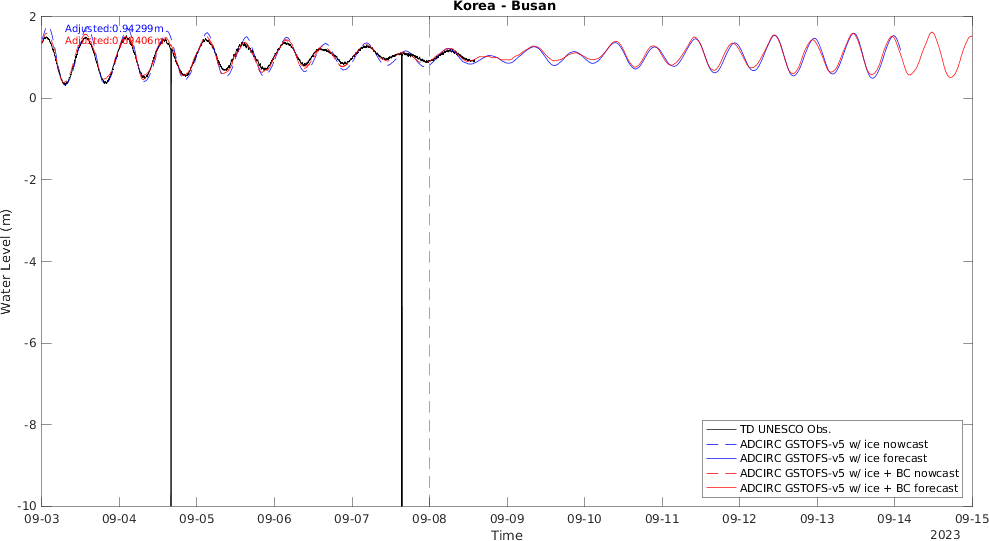 Korea - Busan
Adjusted:0.94299m
Adjusted:0.9406m
2
0
-2
-4
-6
-8
-10
Water Level (m)
TD UNESCO Obs.
ADCIRC GSTOFS-v5 w/ ice nowcast
ADCIRC GSTOFS-v5 w/ ice forecast
ADCIRC GSTOFS-v5 w/ ice + BC nowcast
ADCIRC GSTOFS-v5 w/ ice + BC forecast
09-03 09-04 09-05 09-06 09-07 09-08 09-09 09-10 09-11 09-12 09-13 09-14 09-15
Time
2023